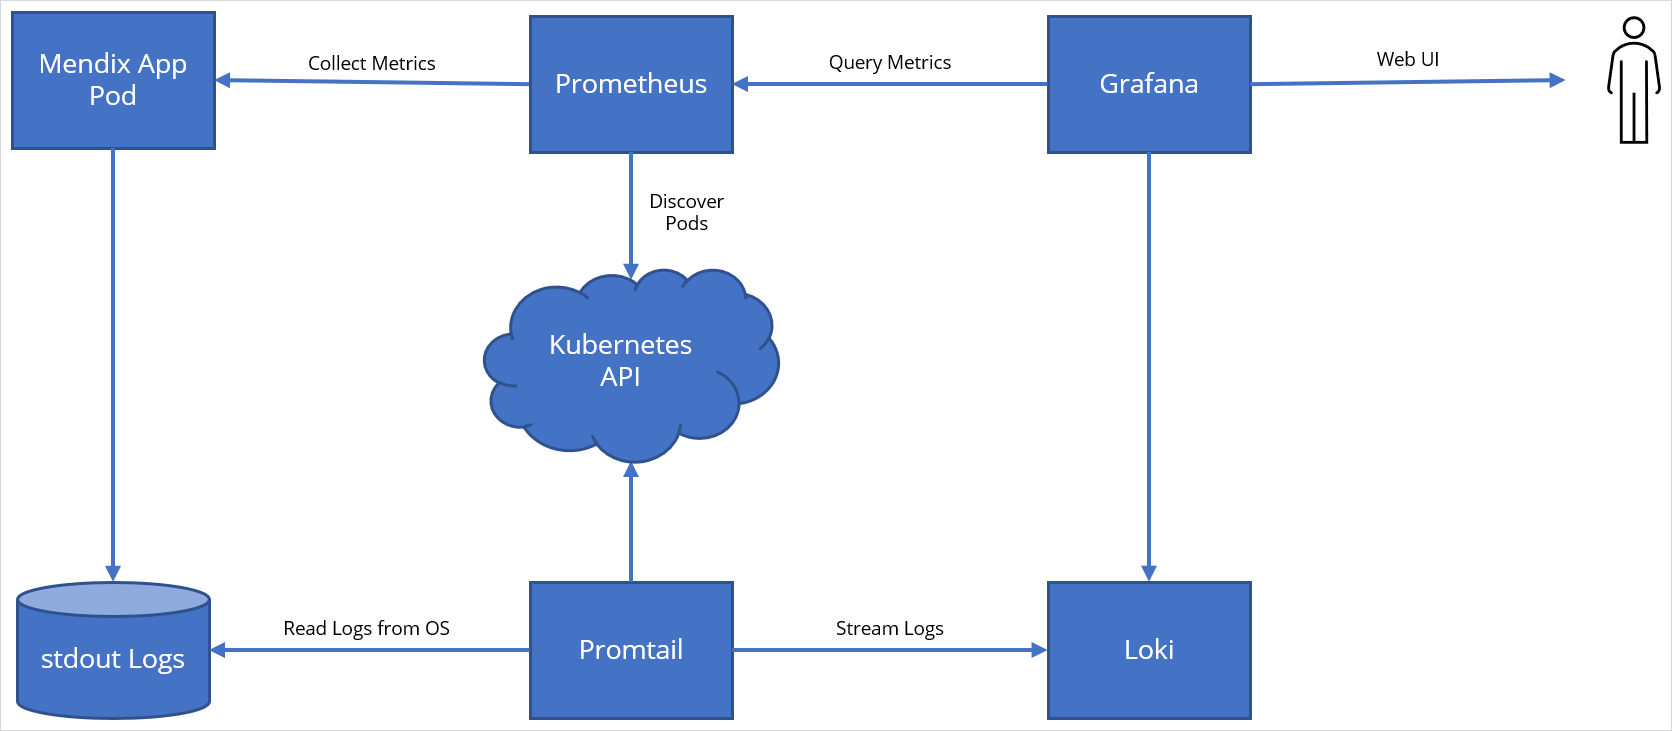 Mendix App
Pod
Collect Metrics
Prometheus
Query Metrics
Grafana
Web UI
Discover
Pods
Kubernetes
API
stdout Logs
Read Logs from OS
Promtail
Stream Logs
Loki